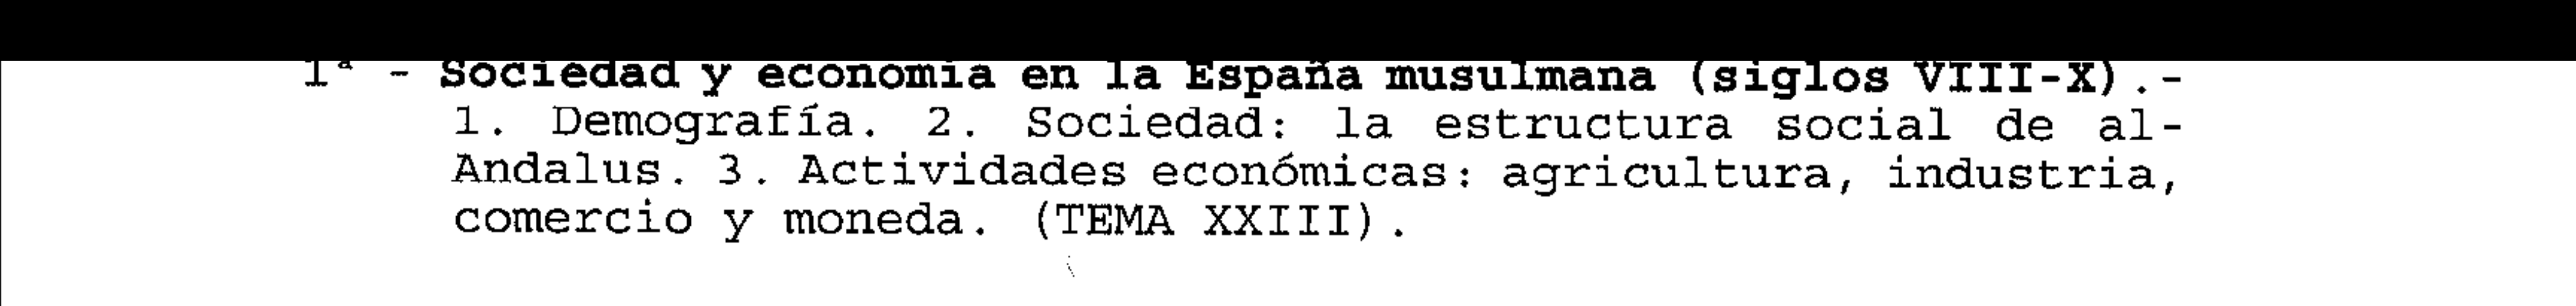 1ª - Sociedad y economía en la España musulmana (siglos VIII-X).-
1. Demografía. 2. Sociedad: la estructura social de al-
Andalus. 3. Actividades económicas: agricultura, industria,
comercio y moneda. (TEMA XXIII).